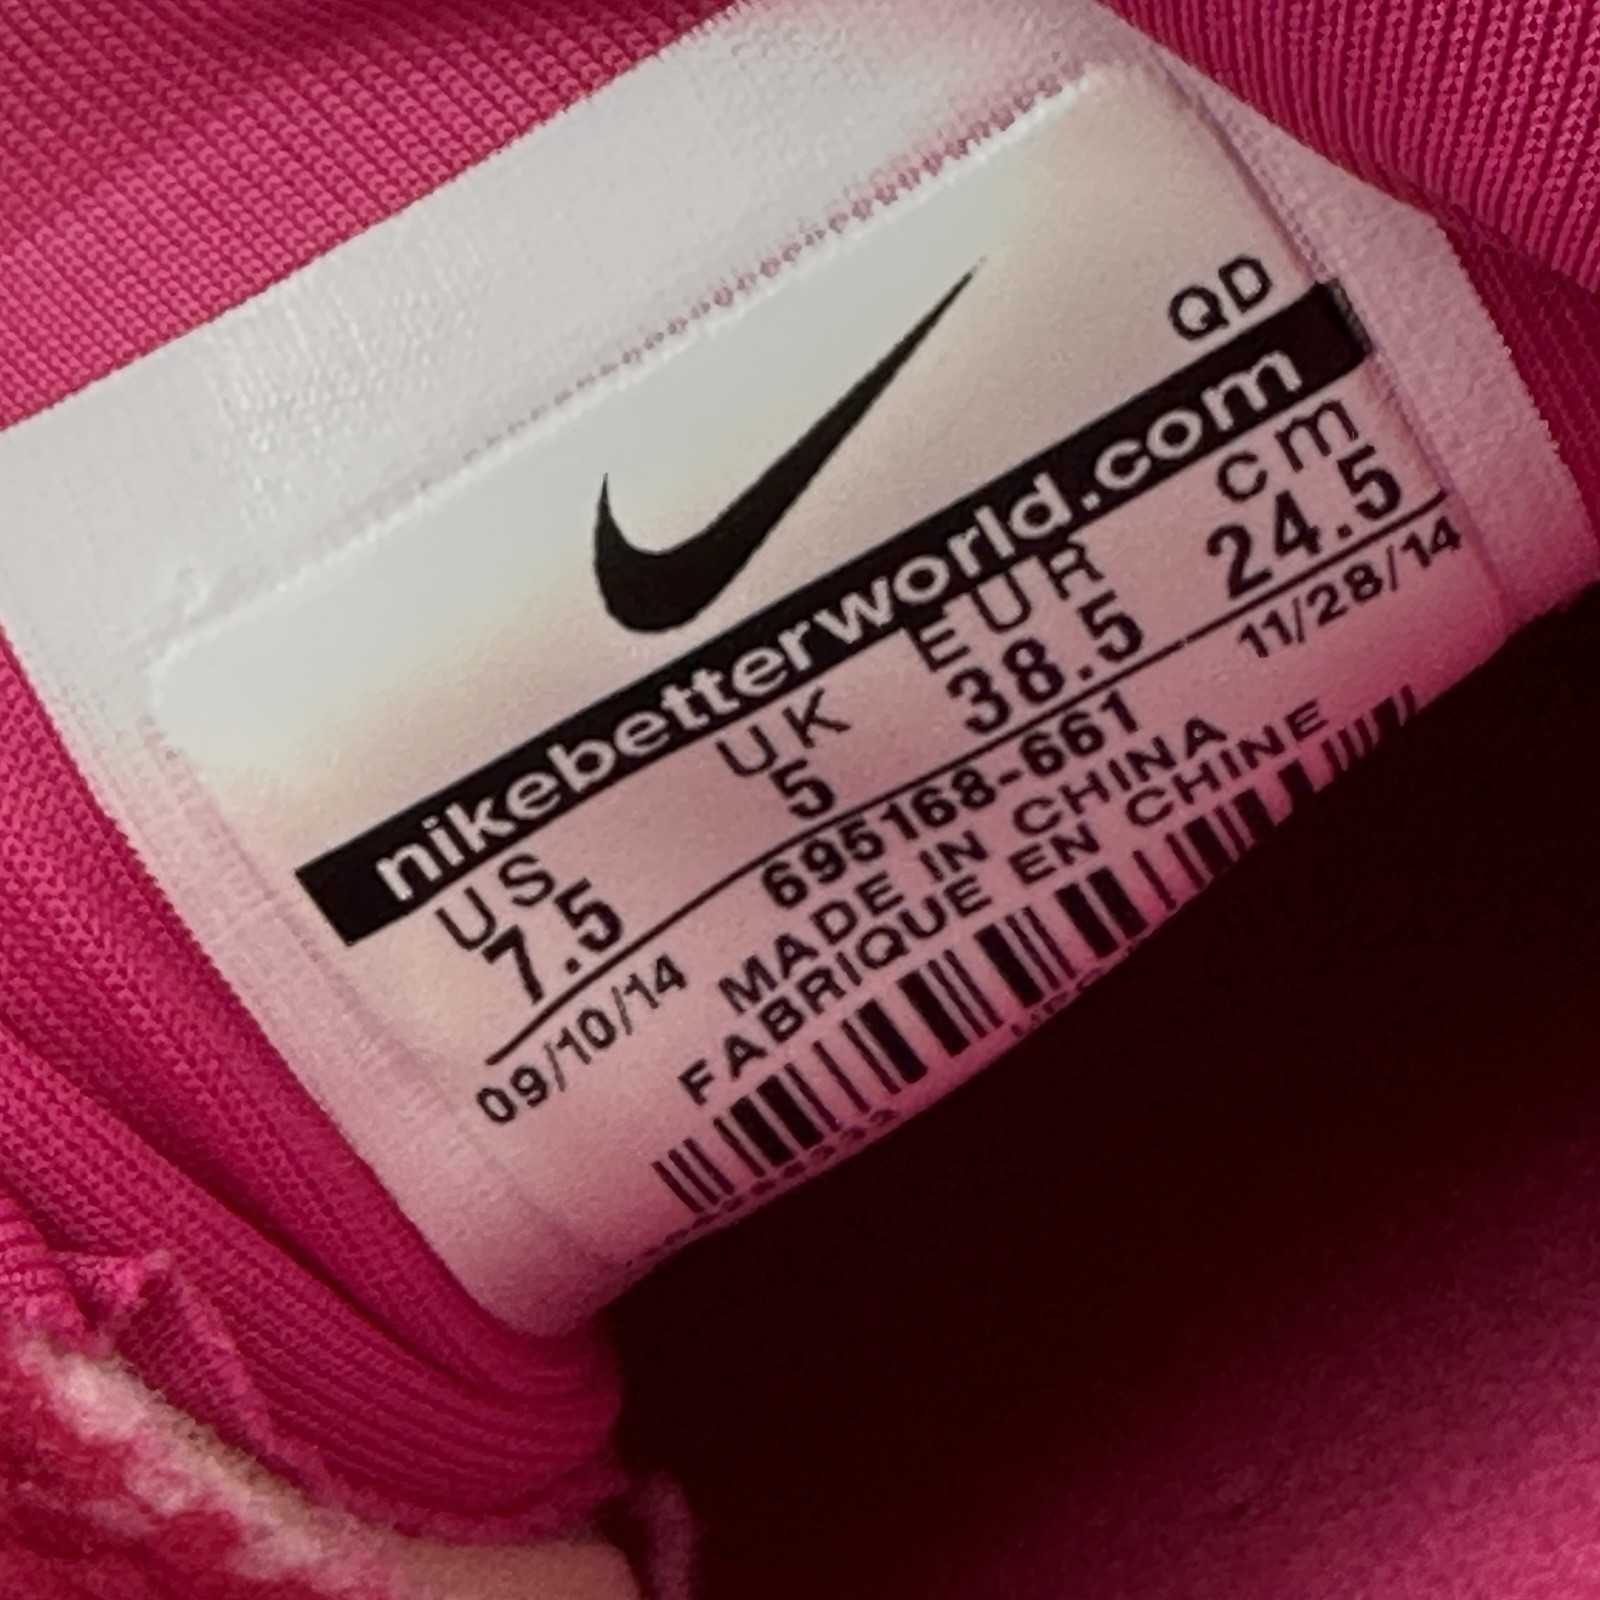 QD
nikebetterworld.com
US UK EUR cm
7.5 5 38.5 24.5
09/10/14 695168-661 11/28/14
MADE IN CHINA
FABRIQUE EN CHINE